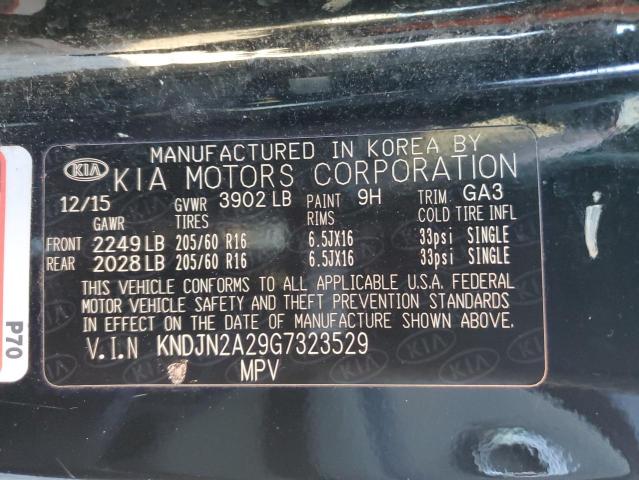 MANUFACTURED IN KOREA BY
KIA KIA MOTORS CORPORATION
12/15 GVWR 3902 LB PAINT 9H TRIM GA3
GAWR TIRES RIMS COLD TIRE INFL
FRONT 2249 LB 205/60 R16 6.5JX16 33psi SINGLE
REAR 2028 LB 205/60 R16 6.5JX16 33psi SINGLE
THIS VEHICLE CONFORMS TO ALL APPLICABLE U.S.A. FEDERAL
MOTOR VEHICLE SAFETY AND THEFT PREVENTION STANDARDS
IN EFFECT ON THE DATE OF MANUFACTURE SHOWN ABOVE.
V.I.N KNDJN2A29G7323529
MPV
P70